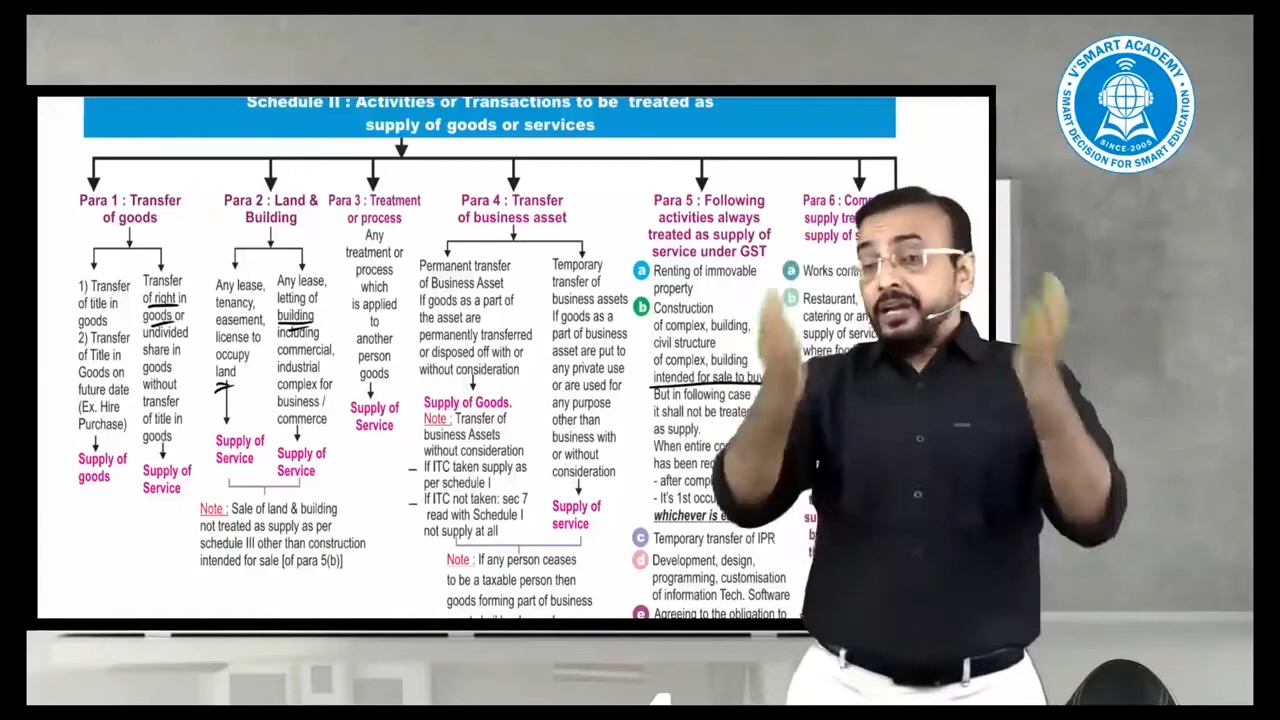 Schedule II : Activities or Transactions to be treated as
supply of goods or services
Para 1 : Transfer
of goods
1) Transfer
of title in
goods
2) Transfer
of Title in
Goods on
future date
(Ex. Hire
Purchase)
Supply of
goods
Transfer
of right in
goods or
undivided
share in
goods
without
transfer
of title in
goods
Supply of
Service
Para 2 : Land &
Building
Any lease,
tenancy,
easement,
license to
occupy
land
Supply of
Service
Any lease,
letting of
building
including
commercial,
industrial
complex for
business /
commerce
Supply of
Service
Note : Sale of land & building
not treated as supply as per
schedule III other than construction
intended for sale [of para 5(b)]
Para 3 : Treatment
or process
Any
treatment or
process
which
is applied
to
another
person
goods
Supply of
Service
Para 4 : Transfer
of business asset
Permanent transfer
of Business Asset
If goods as a part of
the asset are
permanently transferred
or disposed off with or
without consideration
Supply of Goods.
Note : Transfer of
business Assets
without consideration
– If ITC taken supply as
per schedule I
– If ITC not taken: sec 7
read with Schedule I
not supply at all
Temporary
transfer of
business assets
If goods as a
part of business
asset are put to
any private use
or are used for
any purpose
other than
business with
or without
consideration
Supply of
service
Note : If any person ceases
to be a taxable person then
goods forming part of business
Para 5 : Following
activities always
treated as supply of
service under GST
a Renting of immovable
property
b Construction
of complex, building,
civil structure
of complex, building
intended for sale to
But in following case
it shall not be
as supply.
When entire
has been
- after
- It's 1st
whichever is
c Temporary transfer of IPR
d Development, design,
programming, customisation
of information Tech. Software
e Agreeing to the obligation to
Para 6 :
supply
supply of
a Works
b Restaurant,
catering or
supply of
where
V'SMART ACADEMY
SMART DECISION FOR SMART EDUCATION
SINCE-2005